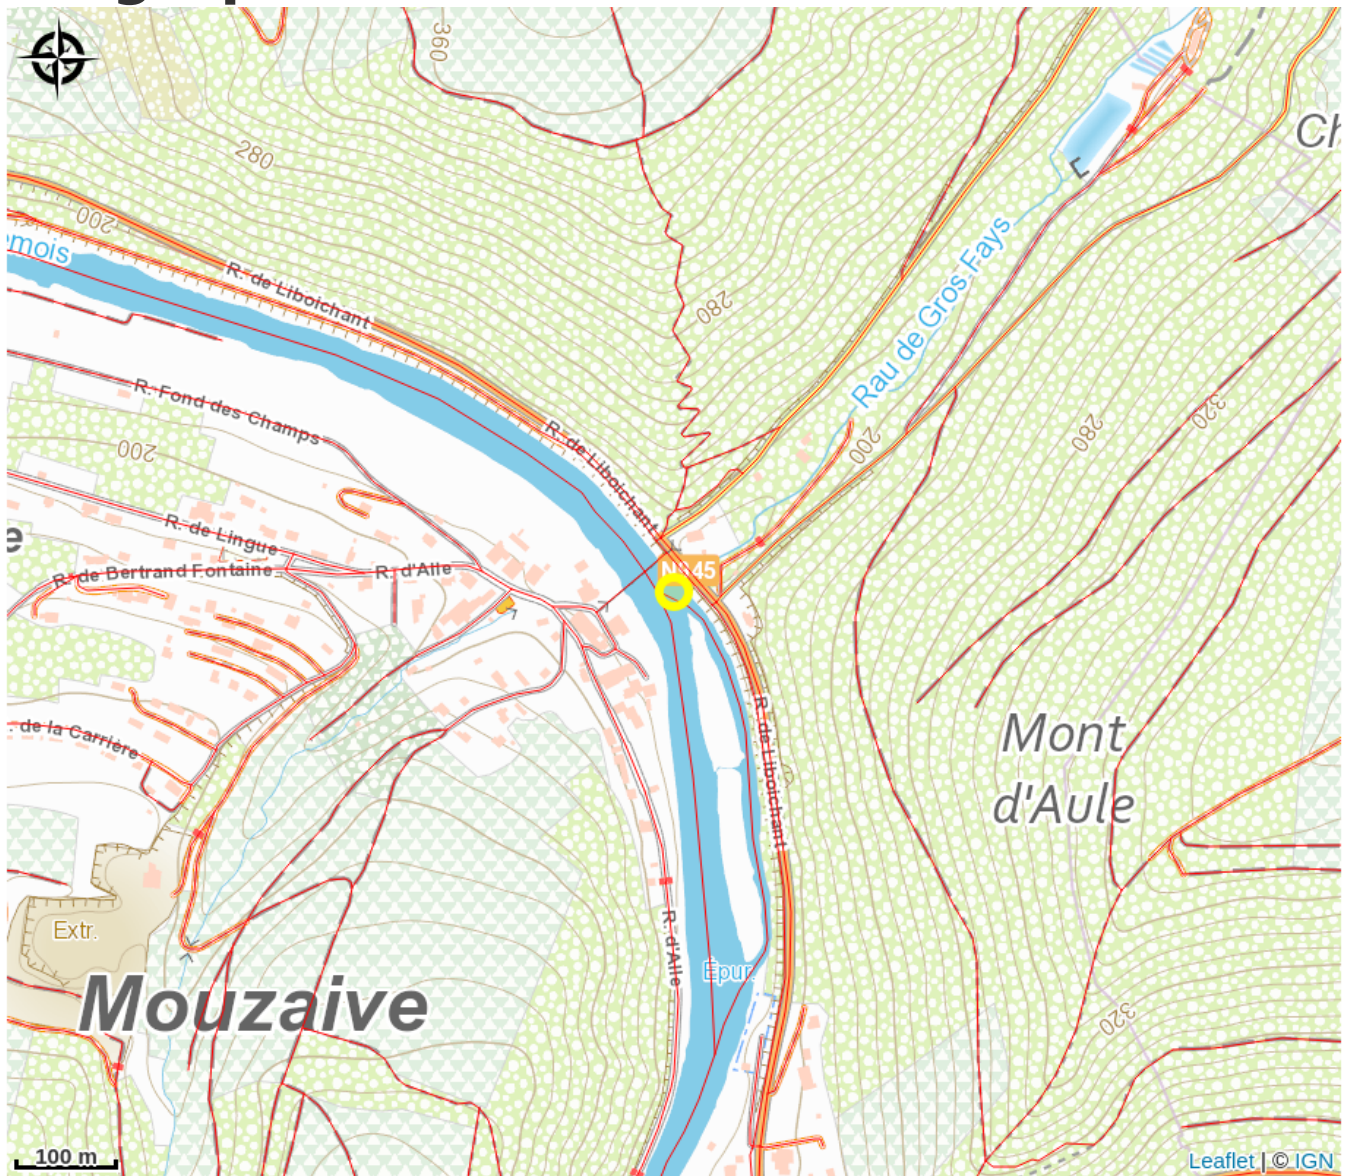 360
Ch
280
200
emois
R. de Liboichant
Rau de Gros Fays
280
R. Fond des Champs
320
280
200
R. de Liboichant
200
e
R. de Lingue
N 45
R. de Bertrand Fontaine
R. d'Alle
R. de Liboichant
Mont
d'Aule
. de la Carrière
Extr.
R. d'Alle
Épur.
Mouzaive
320
100 m
Leaflet | © IGN